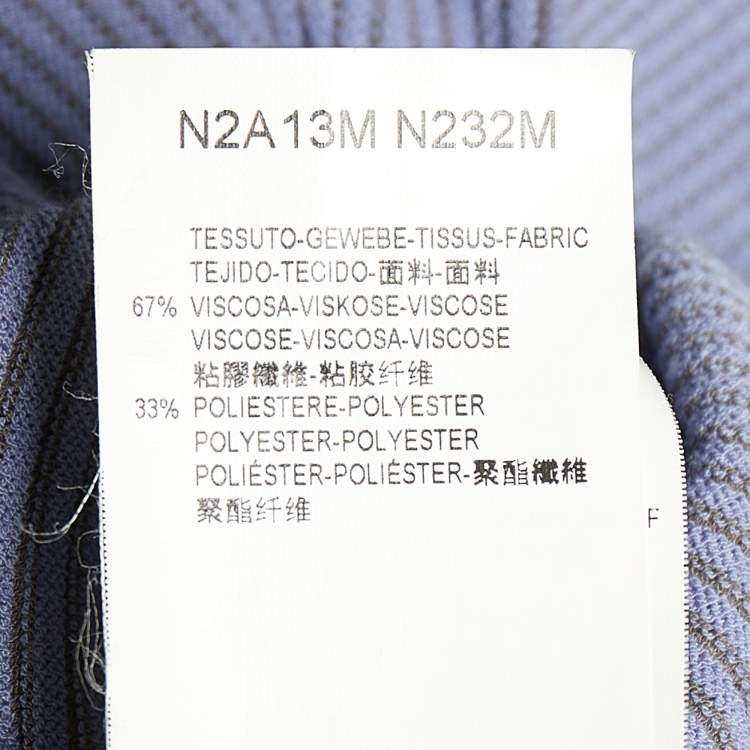 N2A13M N232M
TESSUTO-GEWEBE-TISSUS-FABRIC
TEJIDO-TECIDO-面料-面料
67% VISCOSA-VISKOSE-VISCOSE
VISCOSE-VISCOSA-VISCOSE
粘膠纖維-粘胶纤维
33% POLIESTERE-POLYESTER
POLYESTER-POLYESTER
POLIÉSTER-POLIÉSTER-聚酯纖維
聚酯纤维
F